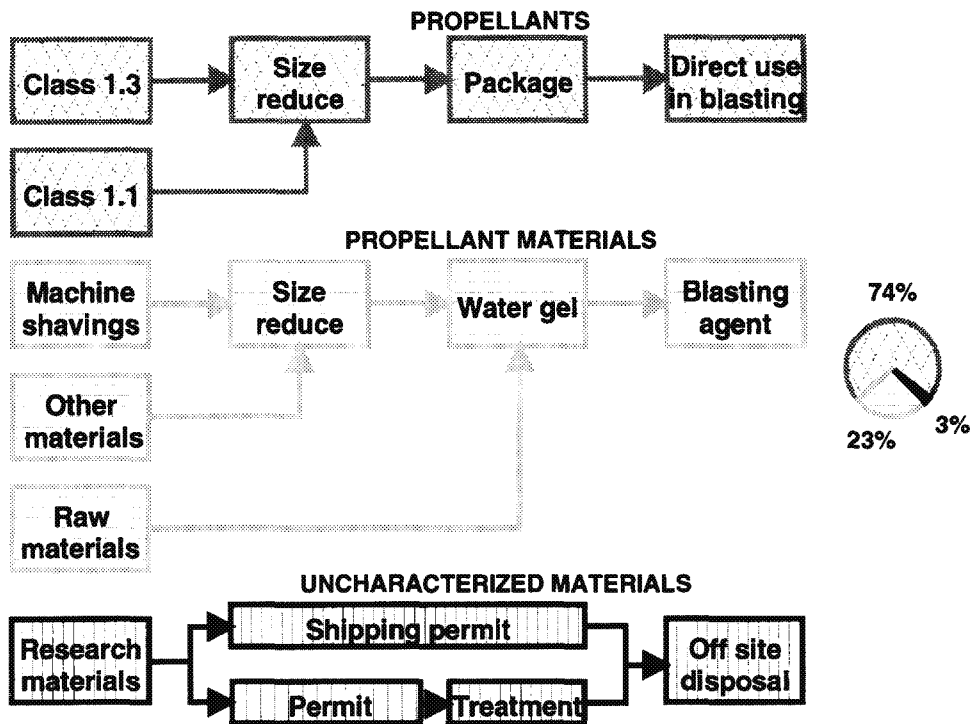 PROPELLANTS
Class 1.3
Size
reduce
Package
Direct use
in blasting
Class 1.1
PROPELLANT MATERIALS
Machine
shavings
Size
reduce
Water gel
Blasting
agent
74%
Other
materials
23%
3%
Raw
materials
UNCHARACTERIZED MATERIALS
Research
materials
Shipping permit
Permit
Treatment
Off site
disposal